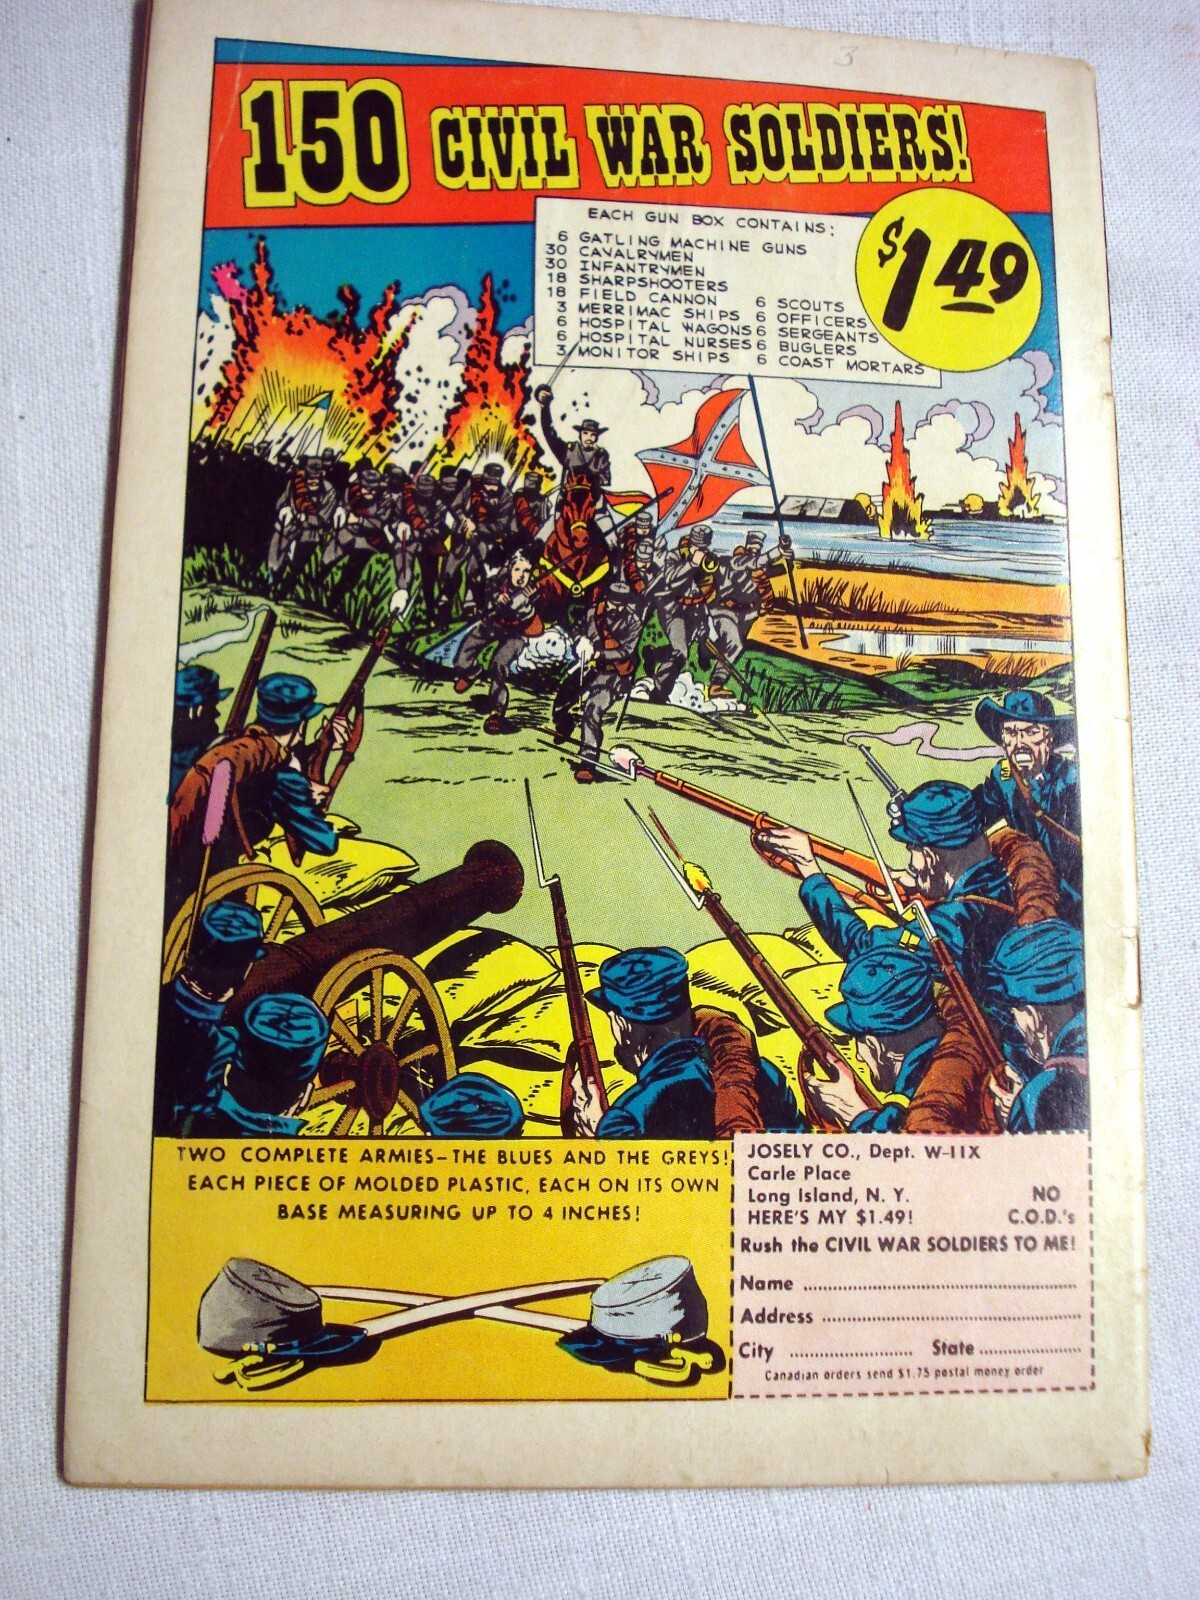 3
150 CIVIL WAR SOLDIERS!
$1.49
EACH GUN BOX CONTAINS:
6 GATLING MACHINE GUNS
30 CAVALRYMEN
30 INFANTRYMEN
18 SHARPSHOOTERS
18 FIELD CANNON
3 MERRIMAC SHIPS
6 HOSPITAL WAGONS
6 HOSPITAL NURSES
3 MONITOR SHIPS
6 SCOUTS
6 OFFICERS
6 SERGEANTS
6 BUGLERS
6 COAST MORTARS
TWO COMPLETE ARMIES-THE BLUES AND THE GREYS!
EACH PIECE OF MOLDED PLASTIC, EACH ON ITS OWN
BASE MEASURING UP TO 4 INCHES!
JOSELY CO., Dept. W-11X
Carle Place
Long Island, N. Y.
HERE'S MY $1.49!
NO
C.O.D.'s
Rush the CIVIL WAR SOLDIERS TO ME!
Name
Address
City State
Canadian orders send $1.75 postal money order